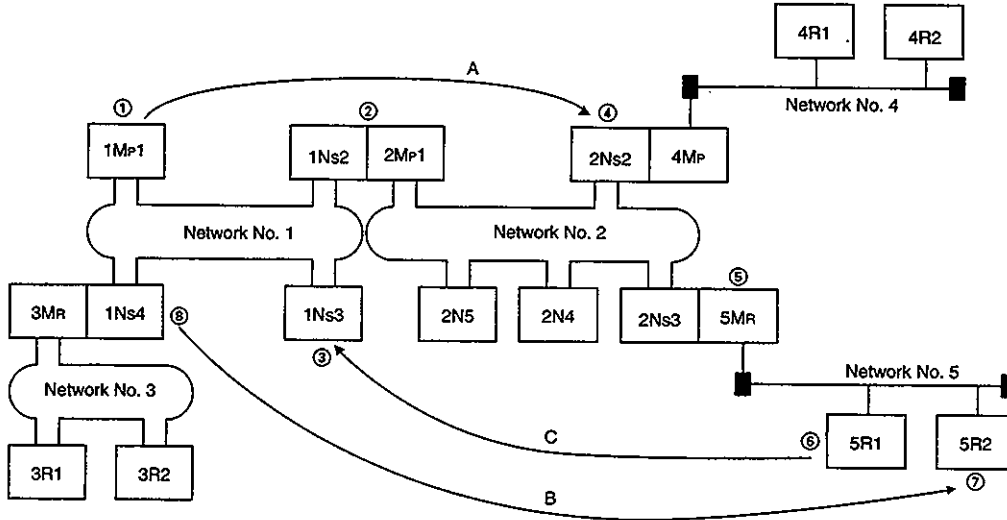 4R1
4R2
Network No. 4
A
①
②
④
1MP1
1NS2
2MP1
2NS2
4MP
Network No. 1
Network No. 2
⑤
3MR
1NS4
⑧
1NS3
③
2N5
2N4
2NS3
5MR
Network No. 3
Network No. 5
C
⑥
5R1
5R2
⑦
3R1
3R2
B